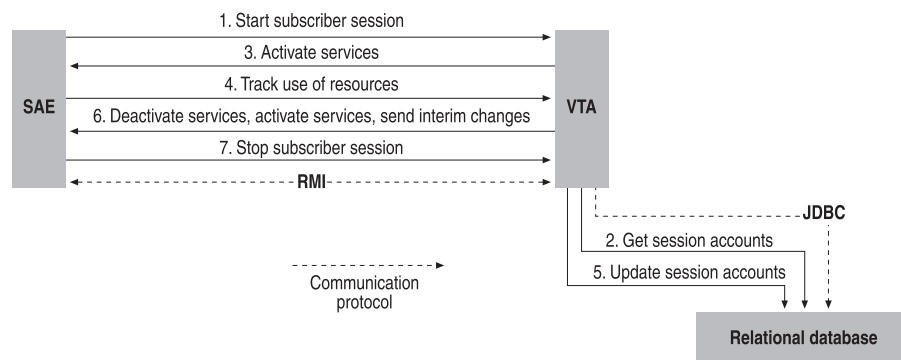 1. Start subscriber session
3. Activate services
4. Track use of resources
SAE
VTA
6. Deactivate services, activate services, send interim changes
7. Stop subscriber session
RMI
JDBC
2. Get session accounts
5. Update session accounts
Communication
protocol
Relational database